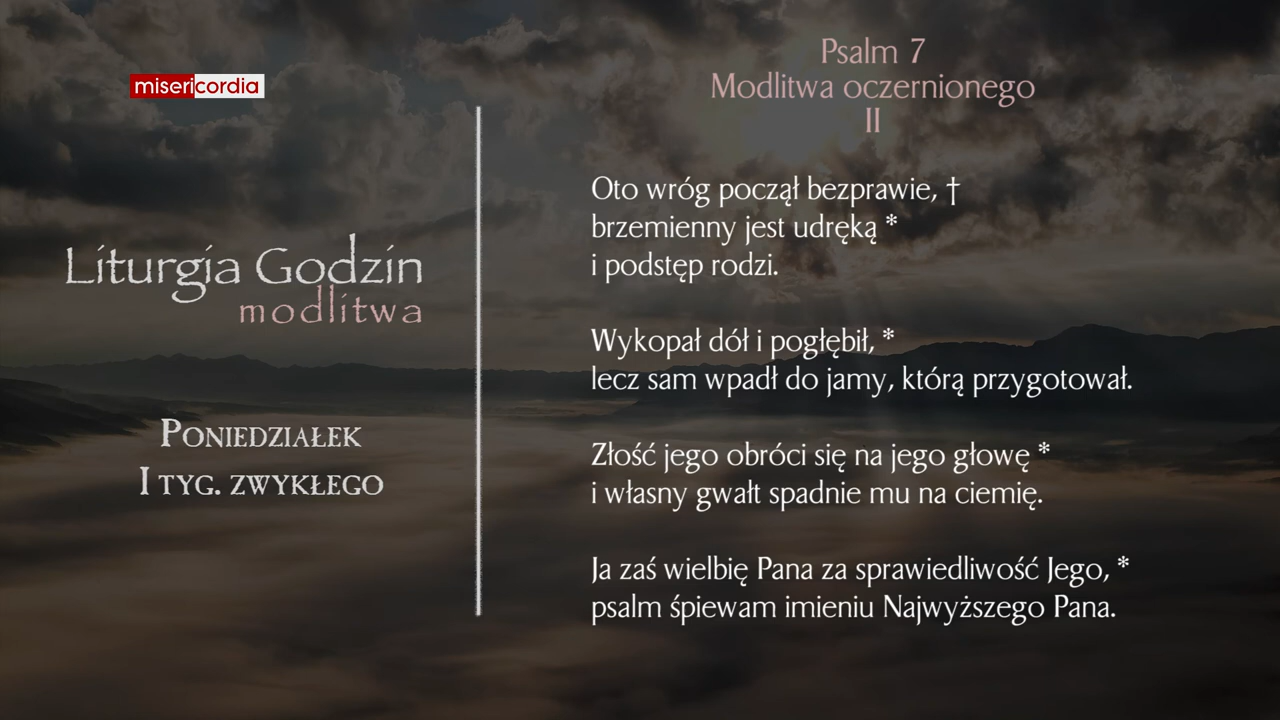 misericordia
Liturgia Godzin
modlitwa
Poniedziałek
I tyg. zwykłego
Psalm 7
Modlitwa oczernionego
II
Oto wróg począł bezprawie, †
brzemienny jest udręką *
i podstęp rodzi.
Wykopał dół i pogłębił, *
lecz sam wpadł do jamy, którą przygotował.
Złość jego obróci się na jego głowę *
i własny gwałt spadnie mu na ciemię.
Ja zaś wielbię Pana za sprawiedliwość Jego, *
psalm śpiewam imieniu Najwyższego Pana.